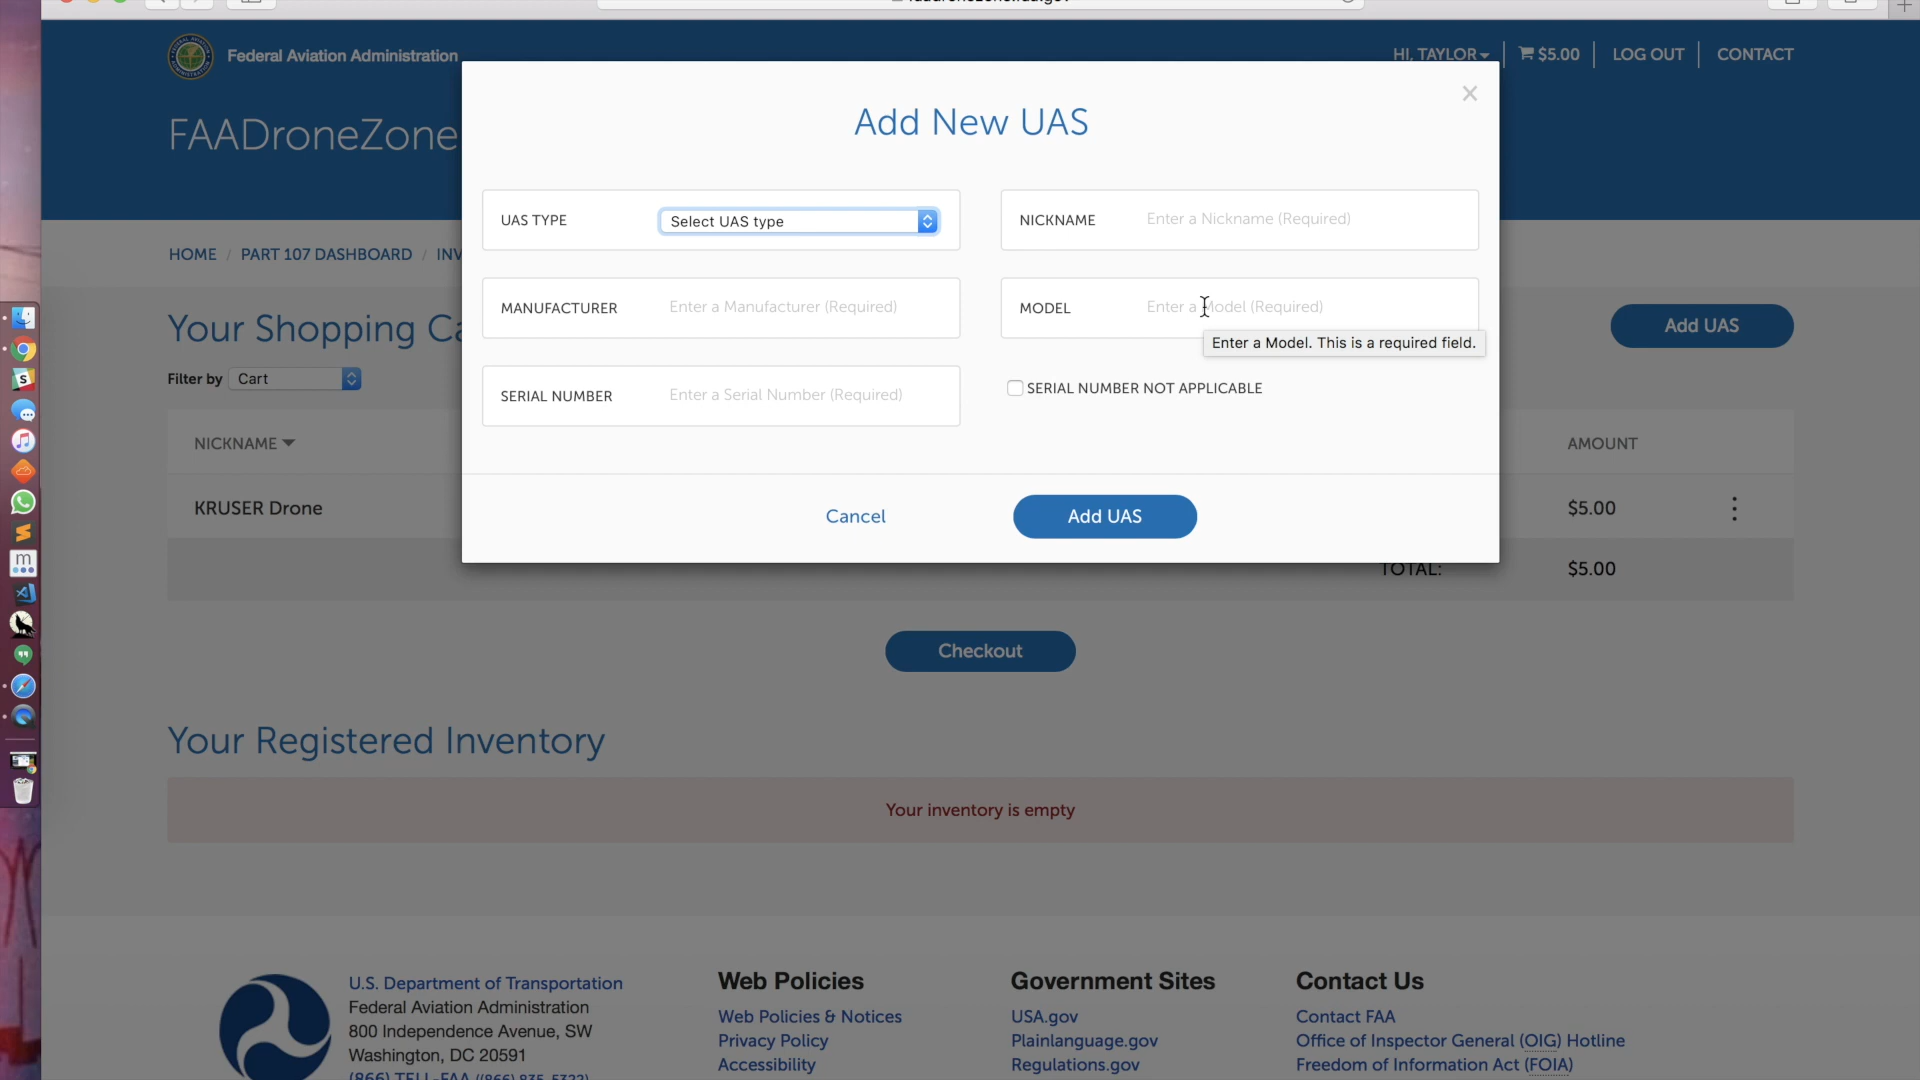 Federal Aviation Administration
HI, TAYLOR
$5.00
LOG OUT
CONTACT
FAADroneZone
Add New UAS
UAS TYPE
Select UAS type
NICKNAME
Enter a Nickname (Required)
HOME / PART 107 DASHBOARD / INV
MANUFACTURER
Enter a Manufacturer (Required)
MODEL
Enter a Model (Required)
Enter a Model. This is a required field.
Your Shopping Ca
Add UAS
Filter by
Cart
SERIAL NUMBER
Enter a Serial Number (Required)
SERIAL NUMBER NOT APPLICABLE
NICKNAME
AMOUNT
KRUSER Drone
$5.00
Cancel
Add UAS
TOTAL:
$5.00
Checkout
Your Registered Inventory
Your inventory is empty
U.S. Department of Transportation
Federal Aviation Administration
800 Independence Avenue, SW
Washington, DC 20591
(866) TELL-FAA ((866) 835-5322)
Web Policies
Web Policies & Notices
Privacy Policy
Accessibility
Government Sites
USA.gov
Plainlanguage.gov
Regulations.gov
Contact Us
Contact FAA
Office of Inspector General (OIG) Hotline
Freedom of Information Act (FOIA)